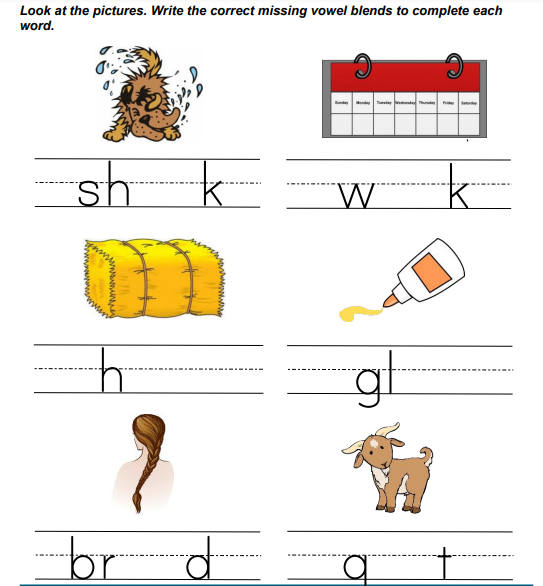 Look at the pictures. Write the correct missing vowel blends to complete each
word.
Sunday Monday Tuesday Wednesday Thursday Friday Saturday
sh k
w k
h
gl
br d
g t